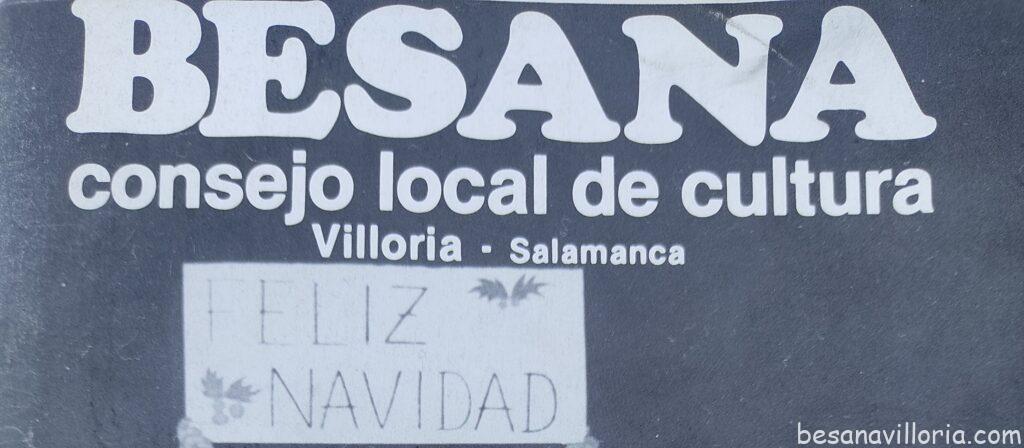 BESANA
consejo local de cultura
Villoria - Salamanca
FELIZ
NAVIDAD
besanavilloria.com